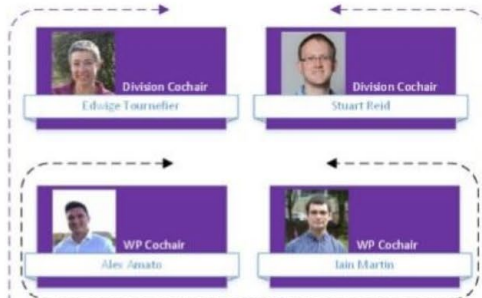 Division Cochair
Edwige Tournefier
Division Cochair
Stuart Reid
WP Cochair
Alex Amato
WP Cochair
Iain Martin